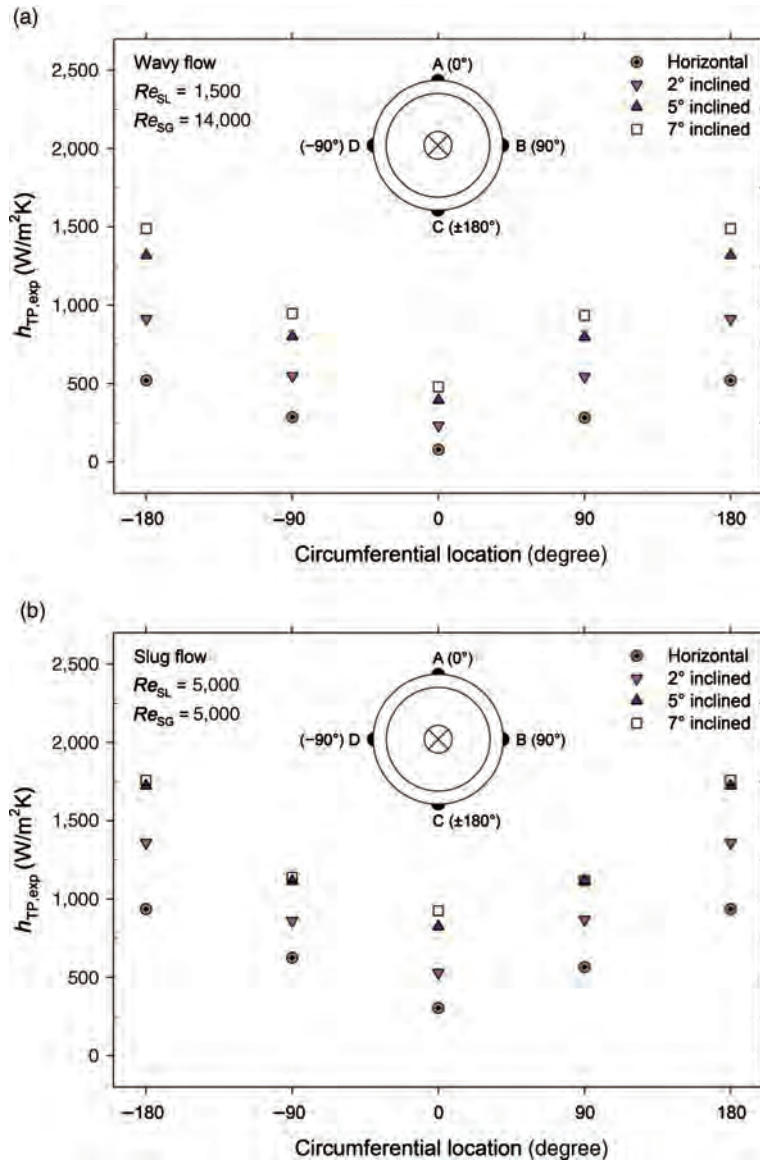 (a)
Wavy flow
Re_SL = 1,500
Re_SG = 14,000
A (0°)
(−90°) D
B (90°)
C (±180°)
Horizontal
2° inclined
5° inclined
7° inclined
2,500
2,000
1,500
1,000
500
0
h_TP,exp (W/m²K)
−180
−90
0
90
180
Circumferential location (degree)
(b)
Slug flow
Re_SL = 5,000
Re_SG = 5,000
A (0°)
(−90°) D
B (90°)
C (±180°)
Horizontal
2° inclined
5° inclined
7° inclined
2,500
2,000
1,500
1,000
500
0
h_TP,exp (W/m²K)
−180
−90
0
90
180
Circumferential location (degree)